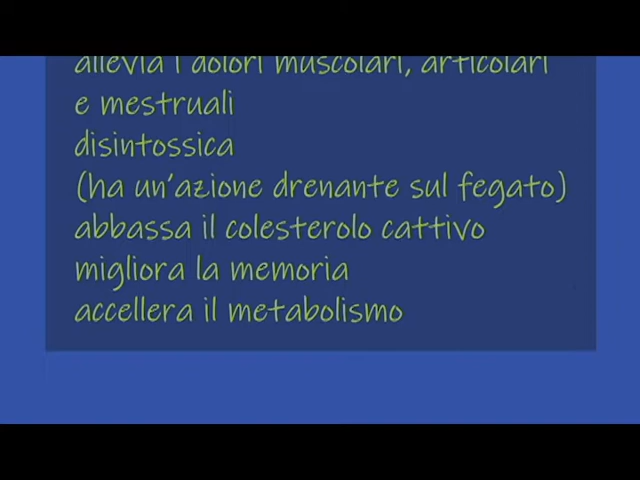 allevia i dolori muscolari, articolari
e mestruali
disintossica
(ha un'azione drenante sul fegato)
abbassa il colesterolo cattivo
migliora la memoria
accellera il metabolismo